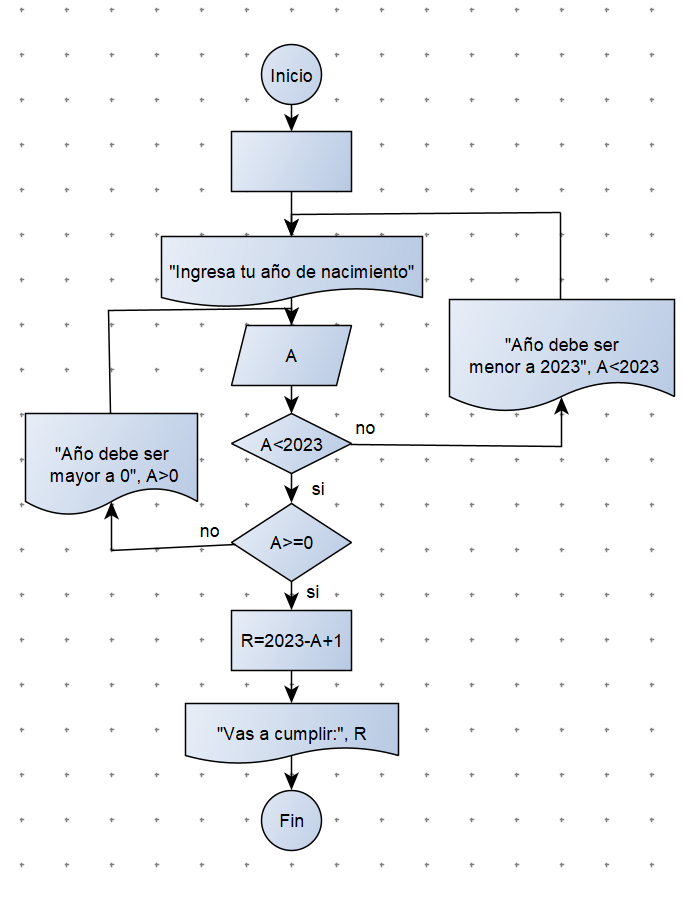 Inicio
"Ingresa tu año de nacimiento"
"Año debe ser
menor a 2023", A<2023
A
A<2023
no
"Año debe ser
mayor a 0", A>0
si
A>=0
no
si
R=2023-A+1
"Vas a cumplir:", R
Fin